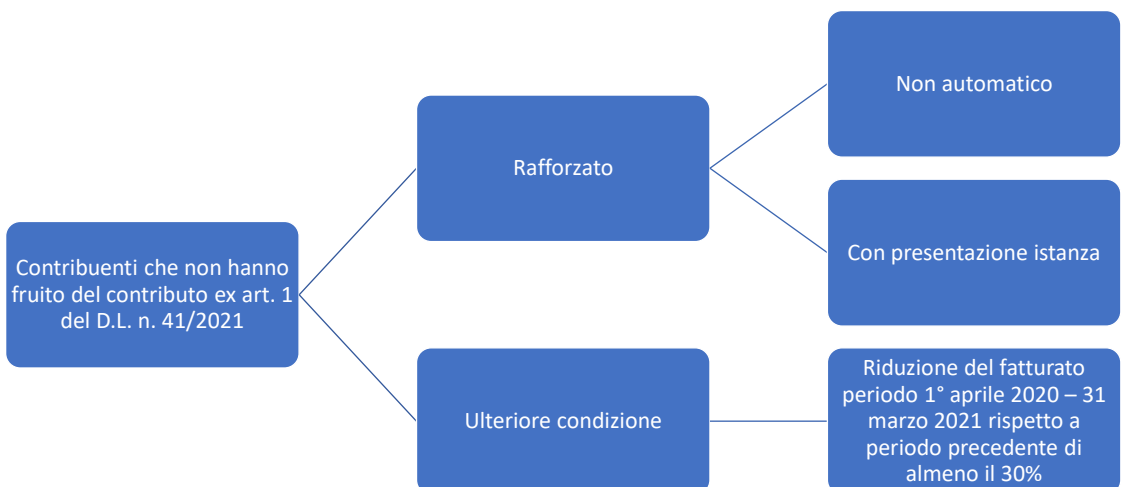 Non automatico
Rafforzato
Con presentazione istanza
Contribuenti che non hanno
fruito del contributo ex art. 1
del D.L. n. 41/2021
Ulteriore condizione
Riduzione del fatturato
periodo 1° aprile 2020 – 31
marzo 2021 rispetto a
periodo precedente di
almeno il 30%